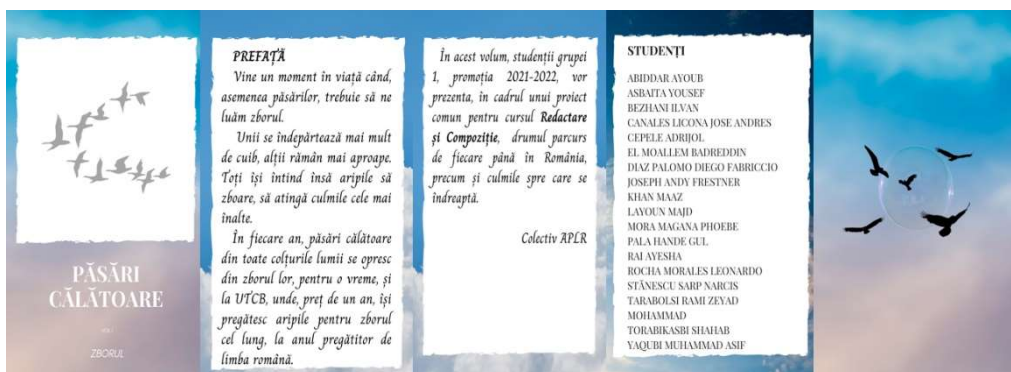 PĂSĂRI
CĂLĂTOARE
ZBORUL
PREFAȚĂ
Vine un moment în viață când,
asemenea păsărilor, trebuie să ne
luăm zborul.
Unii se îndepărtează mai mult
de cuib, alții rămân mai aproape.
Toți își întind însă aripile să
zboare, să atingă culmile cele mai
înalte.
În fiecare an, păsări călătoare
din toate colțurile lumii se opresc
din zborul lor, pentru o vreme, și
la UTCB, unde, preț de un an, își
pregătesc aripile pentru zborul
cel lung, la anul pregătitor de
limba română.
În acest volum, studenții grupei
1, promoția 2021-2022, vor
prezenta, in cadrul unui proiect
comun pentru cursul Redactare
și Compoziție, drumul parcurs
de fiecare până în România,
precum și culmile spre care se
îndreaptă.
Colectiv APLR
STUDENȚI
ABIDDAR AYOUB
ASBAITA YOUSEF
BEZHANI ILVAN
CANALES LICONA JOSE ANDRES
CEPELE ADRIJOL
EL MOALLEM BADREDDIN
DIAZ PALOMO DIEGO FABRICCIO
JOSEPH ANDY FRESTNER
KHAN MAAZ
LAYOUN MAJD
MORA MAGANA PHOEBE
PALA HANDE GUL
RAI AYESHA
ROCHA MORALES LEONARDO
STĂNESCU SARP NARCIS
TARABOLSI RAMI ZEYAD
MOHAMMAD
TORABIKASBI SHAHAB
YAQUBI MUHAMMAD ASIF